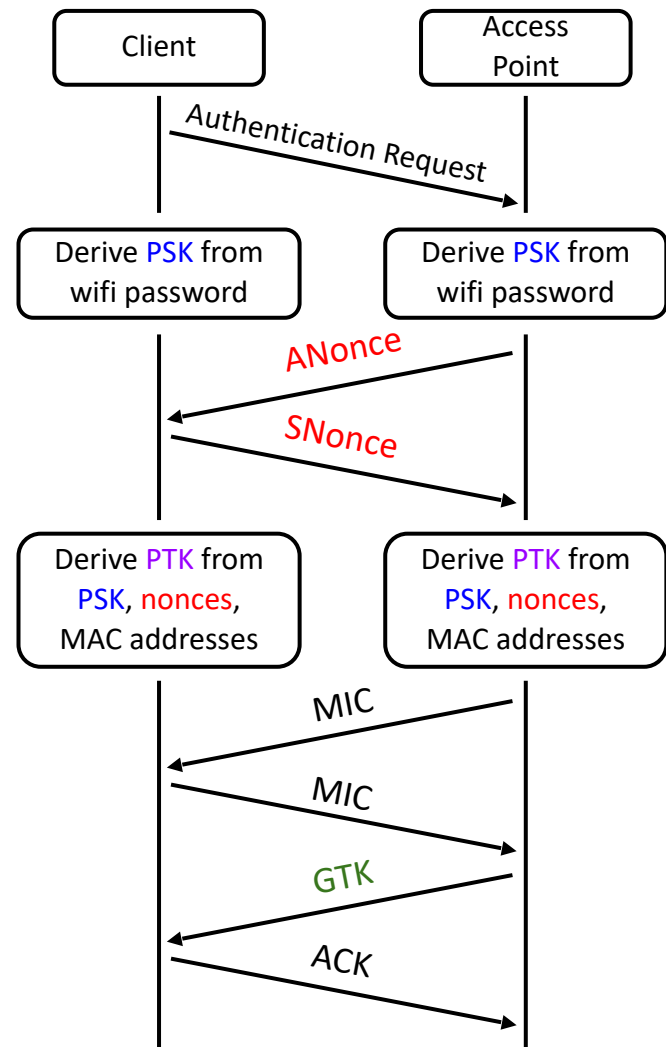 Client
Access
Point
Authentication Request
Derive PSK from
wifi password
Derive PSK from
wifi password
ANonce
SNonce
Derive PTK from
PSK, nonces,
MAC addresses
Derive PTK from
PSK, nonces,
MAC addresses
MIC
MIC
GTK
ACK